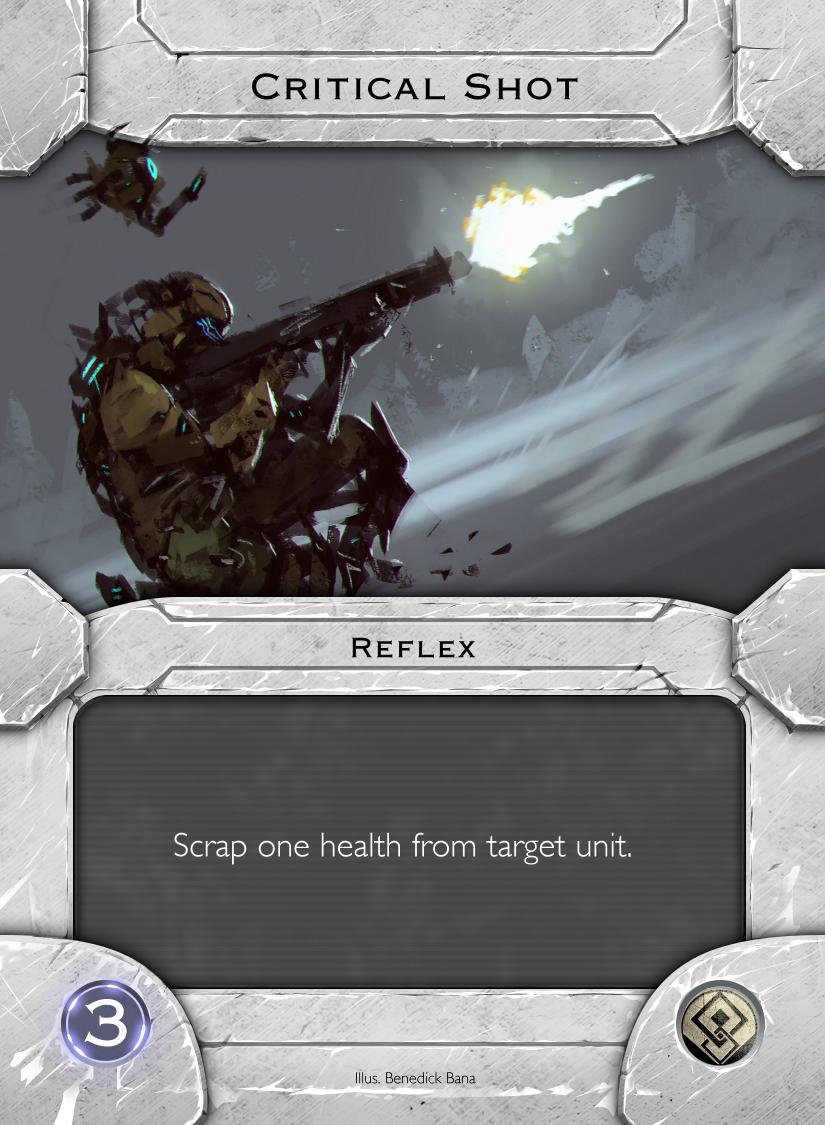 Critical Shot
Reflex
Scrap one health from target unit.
3
Illus. Benedick Bana